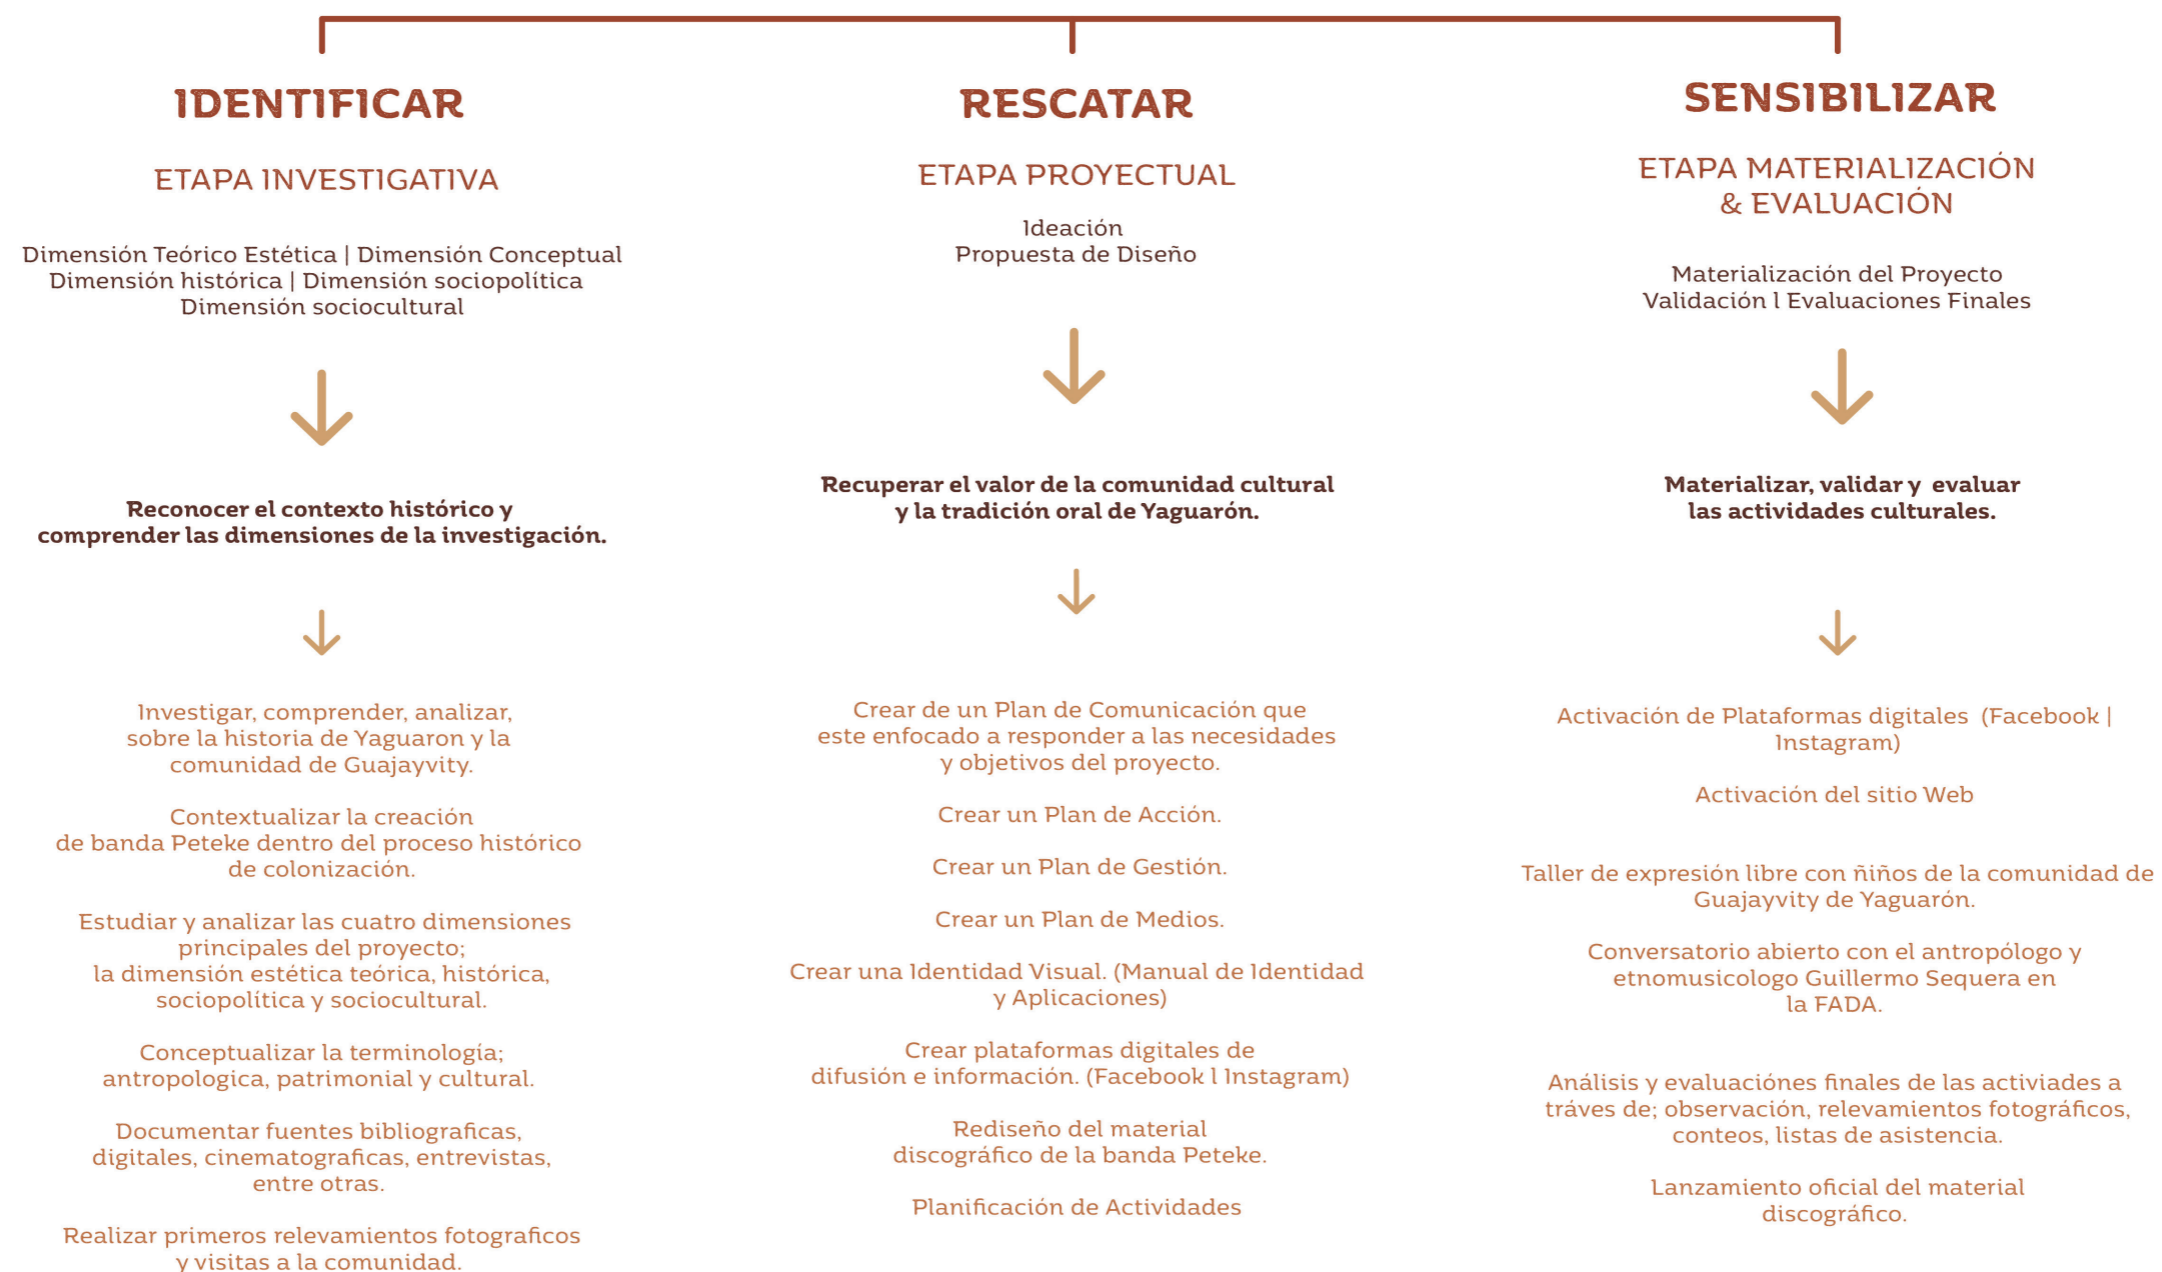 IDENTIFICAR
ETAPA INVESTIGATIVA
Dimensión Teórico Estética | Dimensión Conceptual
Dimensión histórica | Dimensión sociopolítica
Dimensión sociocultural
Reconocer el contexto histórico y
comprender las dimensiones de la investigación.
Investigar, comprender, analizar,
sobre la historia de Yaguaron y la
comunidad de Guajayvity.
Contextualizar la creación
de banda Peteke dentro del proceso histórico
de colonización.
Estudiar y analizar las cuatro dimensiones
principales del proyecto;
la dimensión estética teórica, histórica,
sociopolítica y sociocultural.
Conceptualizar la terminología;
antropologica, patrimonial y cultural.
Documentar fuentes bibliograficas,
digitales, cinematograficas, entrevistas,
entre otras.
Realizar primeros relevamientos fotograficos
y visitas a la comunidad.
RESCATAR
ETAPA PROYECTUAL
Ideación
Propuesta de Diseño
Recuperar el valor de la comunidad cultural
y la tradición oral de Yaguarón.
Crear de un Plan de Comunicación que
este enfocado a responder a las necesidades
y objetivos del proyecto.
Crear un Plan de Acción.
Crear un Plan de Gestión.
Crear un Plan de Medios.
Crear una Identidad Visual. (Manual de Identidad
y Aplicaciones)
Crear plataformas digitales de
difusión e información. (Facebook l Instagram)
Rediseño del material
discográfico de la banda Peteke.
Planificación de Actividades
SENSIBILIZAR
ETAPA MATERIALIZACIÓN
& EVALUACIÓN
Materialización del Proyecto
Validación l Evaluaciones Finales
Materializar, validar y evaluar
las actividades culturales.
Activación de Plataformas digitales (Facebook |
Instagram)
Activación del sitio Web
Taller de expresión libre con ñiños de la comunidad de
Guajayvity de Yaguarón.
Conversatorio abierto con el antropólogo y
etnomusicologo Guillermo Sequera en
la FADA.
Análisis y evaluaciónes finales de las activiades a
tráves de; observación, relevamientos fotográficos,
conteos, listas de asistencia.
Lanzamiento oficial del material
discográfico.